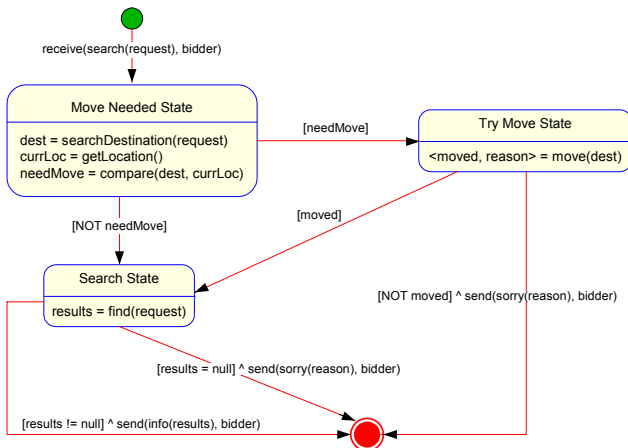 receive(search(request), bidder)
Move Needed State
dest = searchDestination(request)
currLoc = getLocation()
needMove = compare(dest, currLoc)
[needMove]
Try Move State
<moved, reason> = move(dest)
[NOT needMove]
[moved]
Search State
results = find(request)
[NOT moved] ^ send(sorry(reason), bidder)
[results = null] ^ send(sorry(reason), bidder)
[results != null] ^ send(info(results), bidder)